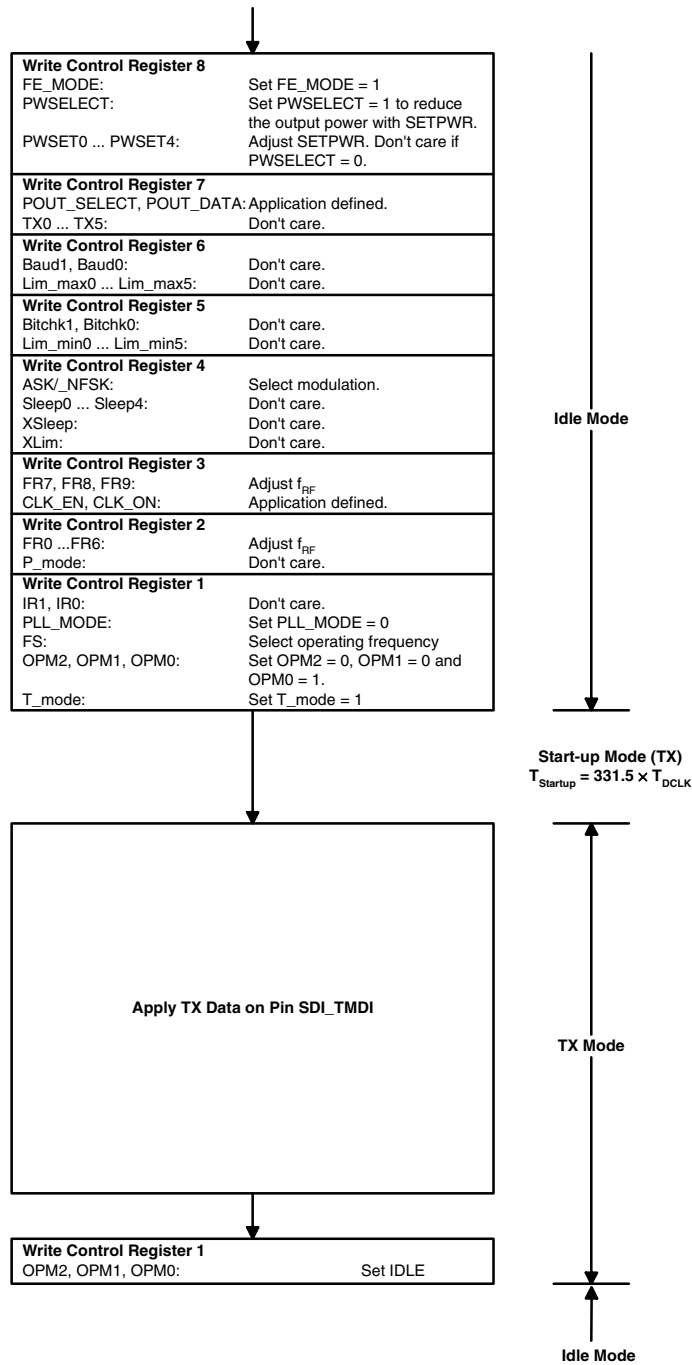 Write Control Register 8
FE_MODE: Set FE_MODE = 1
PWSELECT: Set PWSELECT = 1 to reduce
the output power with SETPWR.
PWSET0 ... PWSET4: Adjust SETPWR. Don't care if
PWSELECT = 0.
Write Control Register 7
POUT_SELECT, POUT_DATA: Application defined.
TX0 ... TX5: Don't care.
Write Control Register 6
Baud1, Baud0: Don't care.
Lim_max0 ... Lim_max5: Don't care.
Write Control Register 5
Bitchk1, Bitchk0: Don't care.
Lim_min0 ... Lim_min5: Don't care.
Write Control Register 4
ASK/_NFSK: Select modulation.
Sleep0 ... Sleep4: Don't care.
XSleep: Don't care.
XLim: Don't care.
Write Control Register 3
FR7, FR8, FR9: Adjust fRF
CLK_EN, CLK_ON: Application defined.
Write Control Register 2
FR0 ...FR6: Adjust fRF
P_mode: Don't care.
Write Control Register 1
IR1, IR0: Don't care.
PLL_MODE: Set PLL_MODE = 0
FS: Select operating frequency
OPM2, OPM1, OPM0: Set OPM2 = 0, OPM1 = 0 and
OPM0 = 1.
T_mode: Set T_mode = 1
Idle Mode
Start-up Mode (TX)
TStartup = 331.5 × TDCLK
Apply TX Data on Pin SDI_TMDI
TX Mode
Write Control Register 1
OPM2, OPM1, OPM0: Set IDLE
Idle Mode